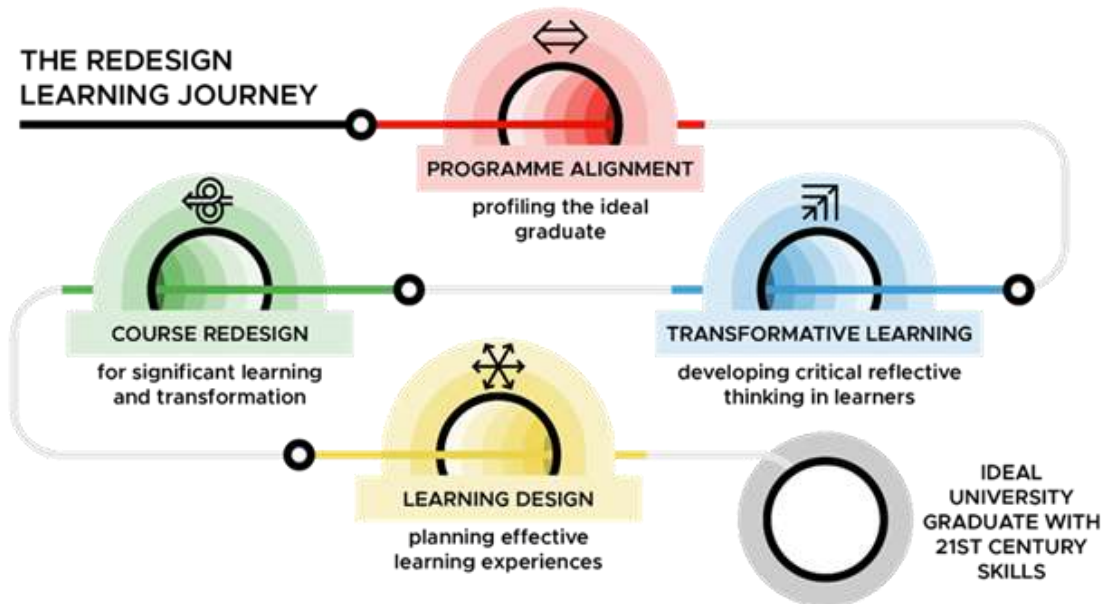 THE REDESIGN
LEARNING JOURNEY
PROGRAMME ALIGNMENT
profiling the ideal
graduate
TRANSFORMATIVE LEARNING
developing critical reflective
thinking in learners
COURSE REDESIGN
for significant learning
and transformation
LEARNING DESIGN
planning effective
learning experiences
IDEAL
UNIVERSITY
GRADUATE WITH
21ST CENTURY
SKILLS